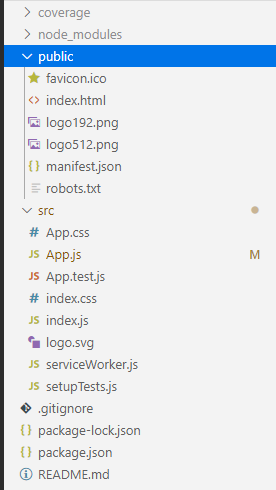 coverage
node_modules
public
favicon.ico
index.html
logo192.png
logo512.png
manifest.json
robots.txt
src
App.css
App.js M
App.test.js
index.css
index.js
logo.svg
serviceWorker.js
setupTests.js
.gitignore
package-lock.json
package.json
README.md